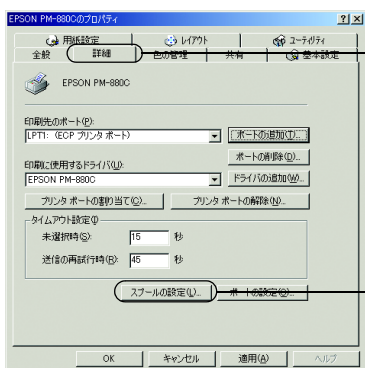 EPSON PM-880Cのプロパティ
用紙設定 レイアウト ユーティリティ
全般 詳細 色の管理 共有 基本設定
EPSON PM-880C
印刷先のポート(P):
LPT1: (ECP プリンタ ポート)
ポートの追加(T)...
ポートの削除(D)...
印刷に使用するドライバ(U):
EPSON PM-880C
ドライバの追加(W)...
プリンタ ポートの割り当て(C)...
プリンタ ポートの解除(N)...
タイムアウト設定
未選択時(S): 15 秒
送信の再試行時(R): 45 秒
スプールの設定(L)...
ポートの設定(O)...
OK キャンセル 適用(A) ヘルプ